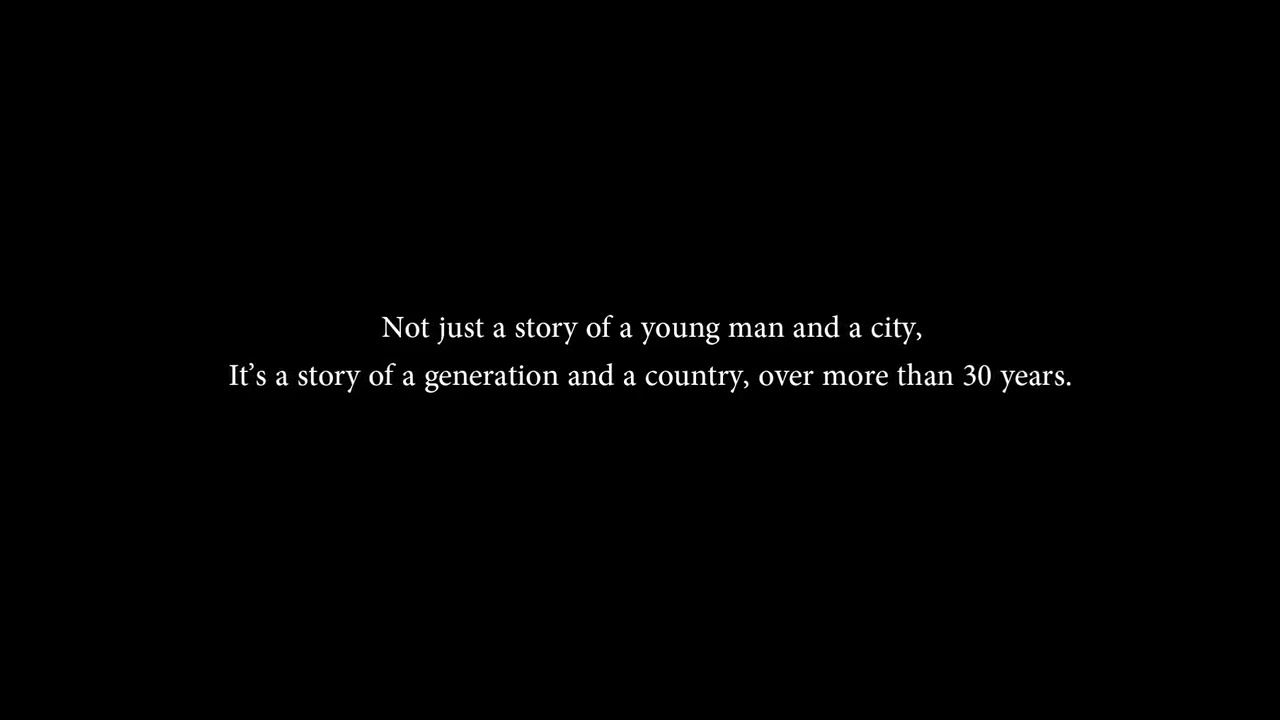 Not just a story of a young man and a city,
It’s a story of a generation and a country, over more than 30 years.